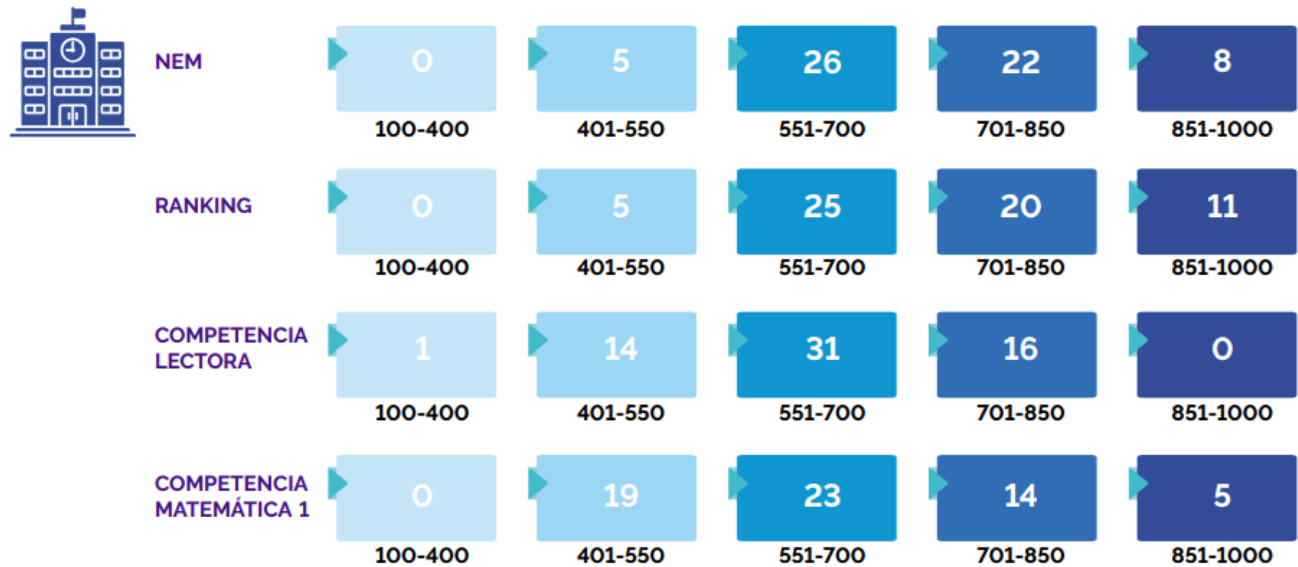 NEM
0 5 26 22 8
100-400 401-550 551-700 701-850 851-1000
RANKING
0 5 25 20 11
100-400 401-550 551-700 701-850 851-1000
COMPETENCIA
LECTORA
1 14 31 16 0
100-400 401-550 551-700 701-850 851-1000
COMPETENCIA
MATEMÁTICA 1
0 19 23 14 5
100-400 401-550 551-700 701-850 851-1000